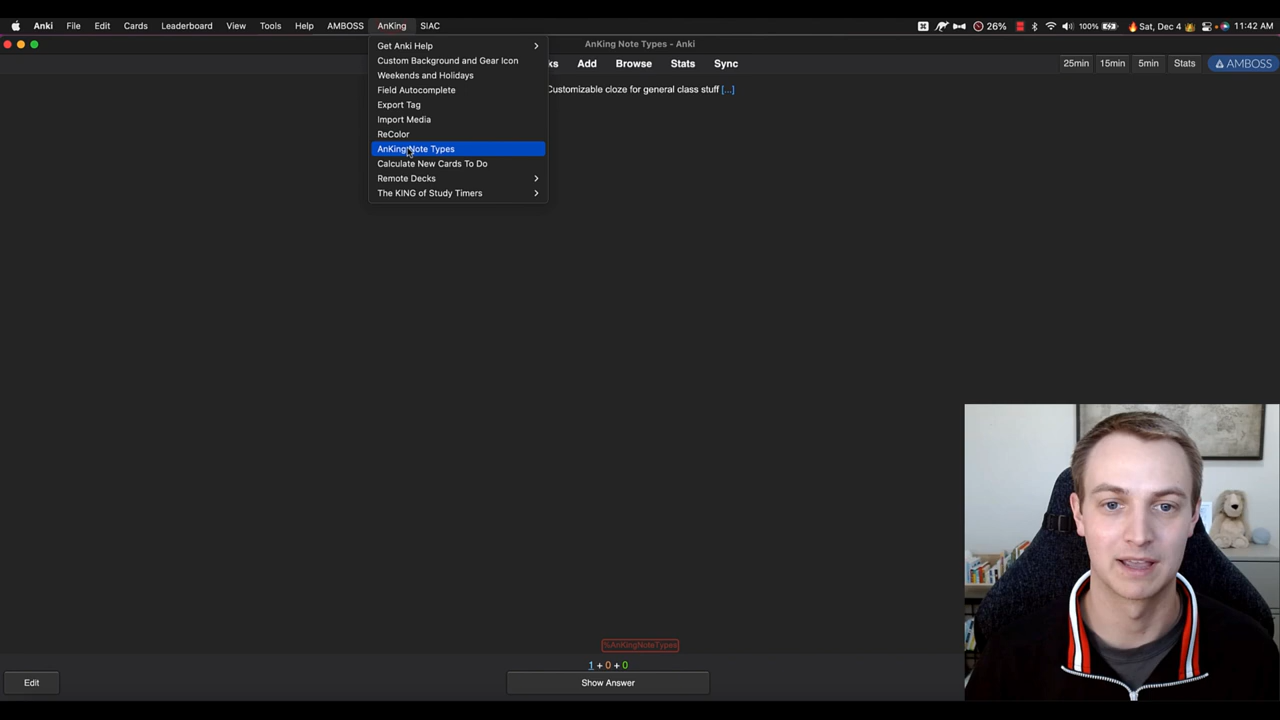 Anki File Edit Cards Leaderboard View Tools Help AMBOSS AnKing SIAC 26% 100% Sat, Dec 4 11:42 AM
AnKing Note Types - Anki
ks Add Browse Stats Sync 25min 15min 5min Stats AMBOSS
Get Anki Help
Custom Background and Gear Icon
Weekends and Holidays
Field Autocomplete
Export Tag
Import Media
ReColor
AnKing Note Types
Calculate New Cards To Do
Remote Decks
The KING of Study Timers
Customizable cloze for general class stuff [...]
%AnKingNoteTypes
1 + 0 + 0
Edit Show Answer